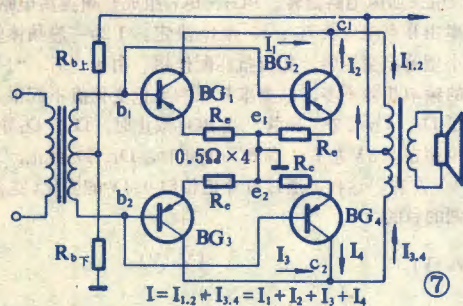 R_b上
c₁
I₁
BG₂
I₂
I₁.₂
BG₁
b₁
Rₑ
e₁
Rₑ
0.5Ω×4
Rₑ
Rₑ
e₂
b₂
BG₃
BG₄
I₃
I₄
I₃.₄
R_b下
c₂
⑦
I=I₁.₂+I₃.₄=I₁+I₂+I₃+I₄